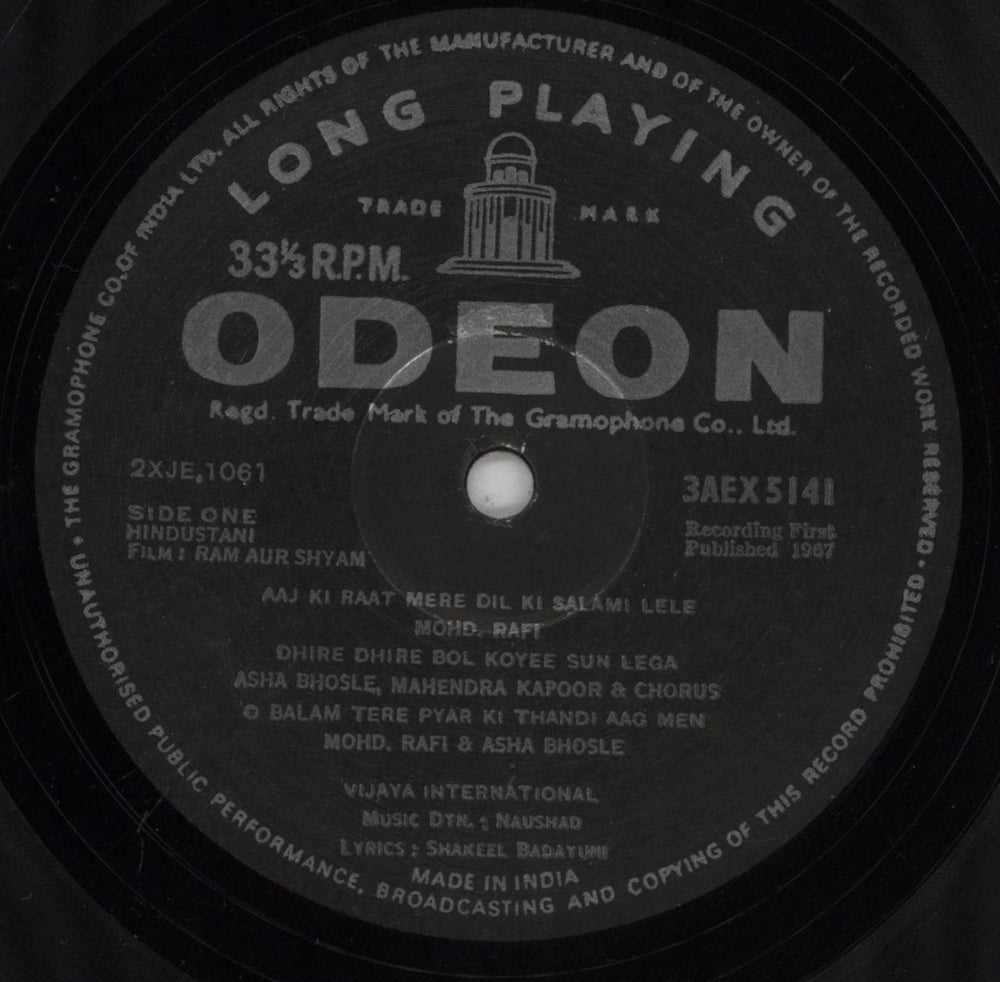 THE GRAMOPHONE CO. OF INDIA LTD. ALL RIGHTS OF THE MANUFACTURER AND OF THE OWNER OF THE RECORDED WORK RESERVED • UNAUTHORISED PUBLIC PERFORMANCE, BROADCASTING AND COPYING OF THIS RECORD PROHIBITED •
LONG PLAYING
TRADE MARK
33⅓ R.P.M.
ODEON
Regd. Trade Mark of The Gramophone Co., Ltd.
2XJE.1061
3AEX 5141
SIDE ONE
HINDUSTANI
FILM : RAM AUR SHYAM
Recording First
Published 1967
AAJ KI RAAT MERE DIL KI SALAMI LELE
MOHD. RAFI
DHIRE DHIRE BOL KOYEE SUN LEGA
ASHA BHOSLE, MAHENDRA KAPOOR & CHORUS
O BALAM TERE PYAR KI THANDI AAG MEN
MOHD. RAFI & ASHA BHOSLE
VIJAYA INTERNATIONAL
MUSIC DTN. : NAUSHAD
LYRICS : SHAKEEL BADAYUNI
MADE IN INDIA